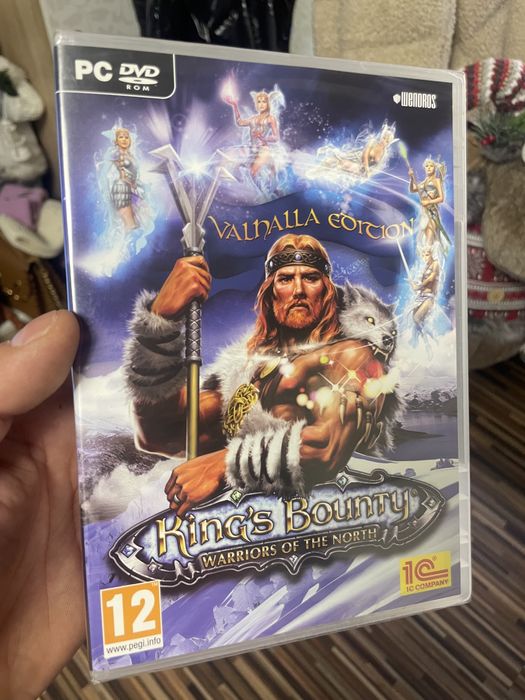 PC DVD
ROM
WENDROS
VALHALLA EDITION
KING'S BOUNTY®
WARRIORS OF THE NORTH
12
www.pegi.info
1C®
1C COMPANY